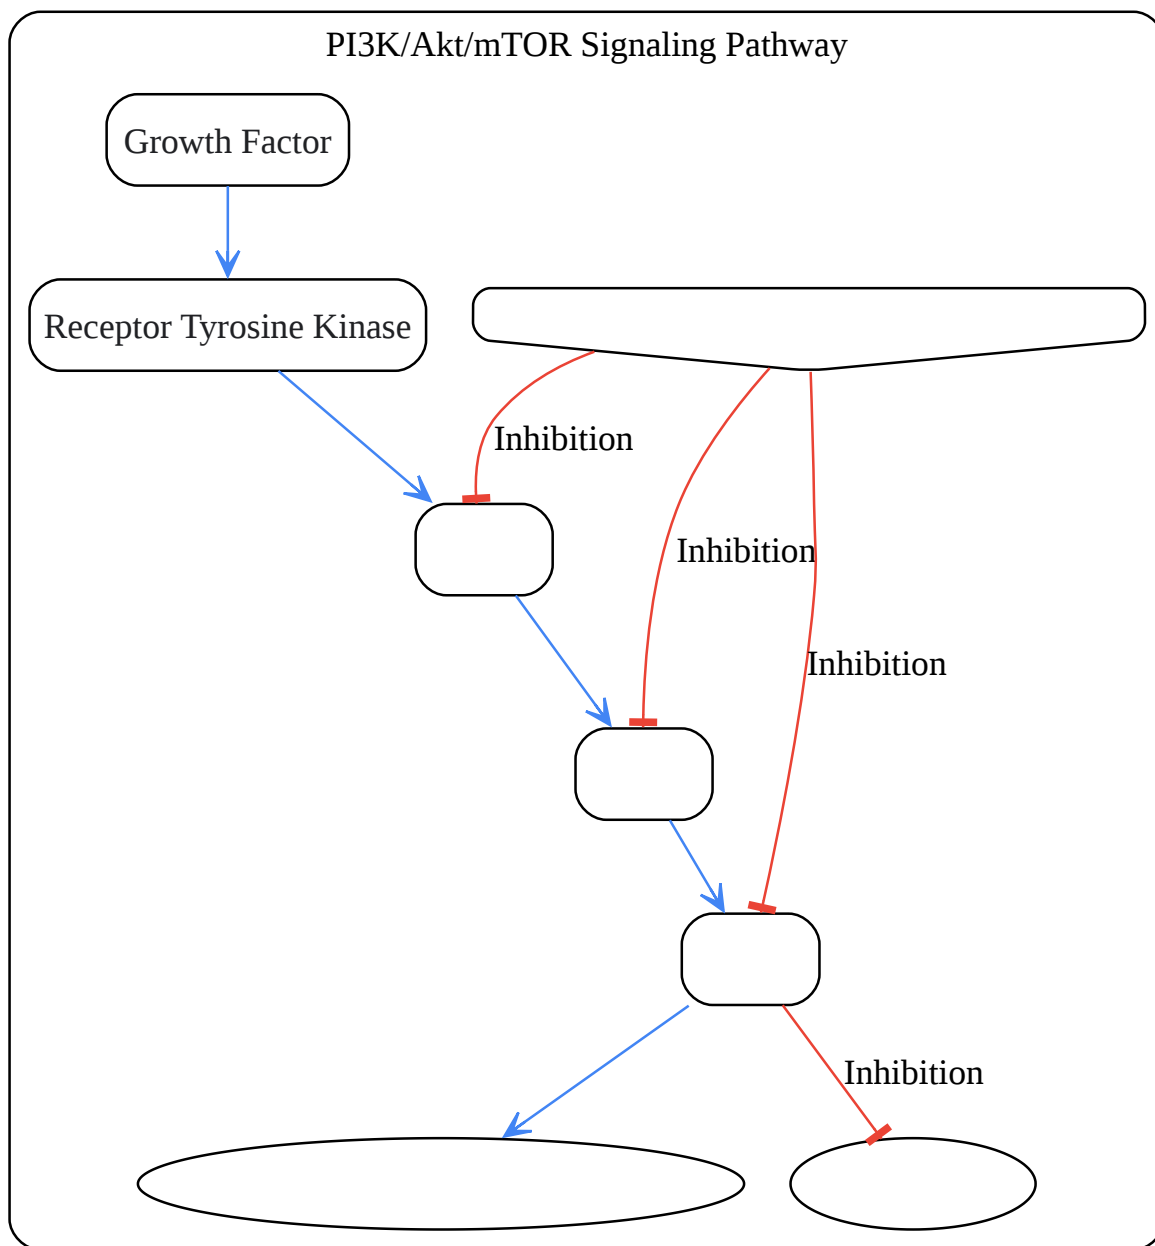 PI3K/Akt/mTOR Signaling Pathway
Growth Factor
Receptor Tyrosine Kinase
Inhibition
Inhibition
Inhibition
Inhibition